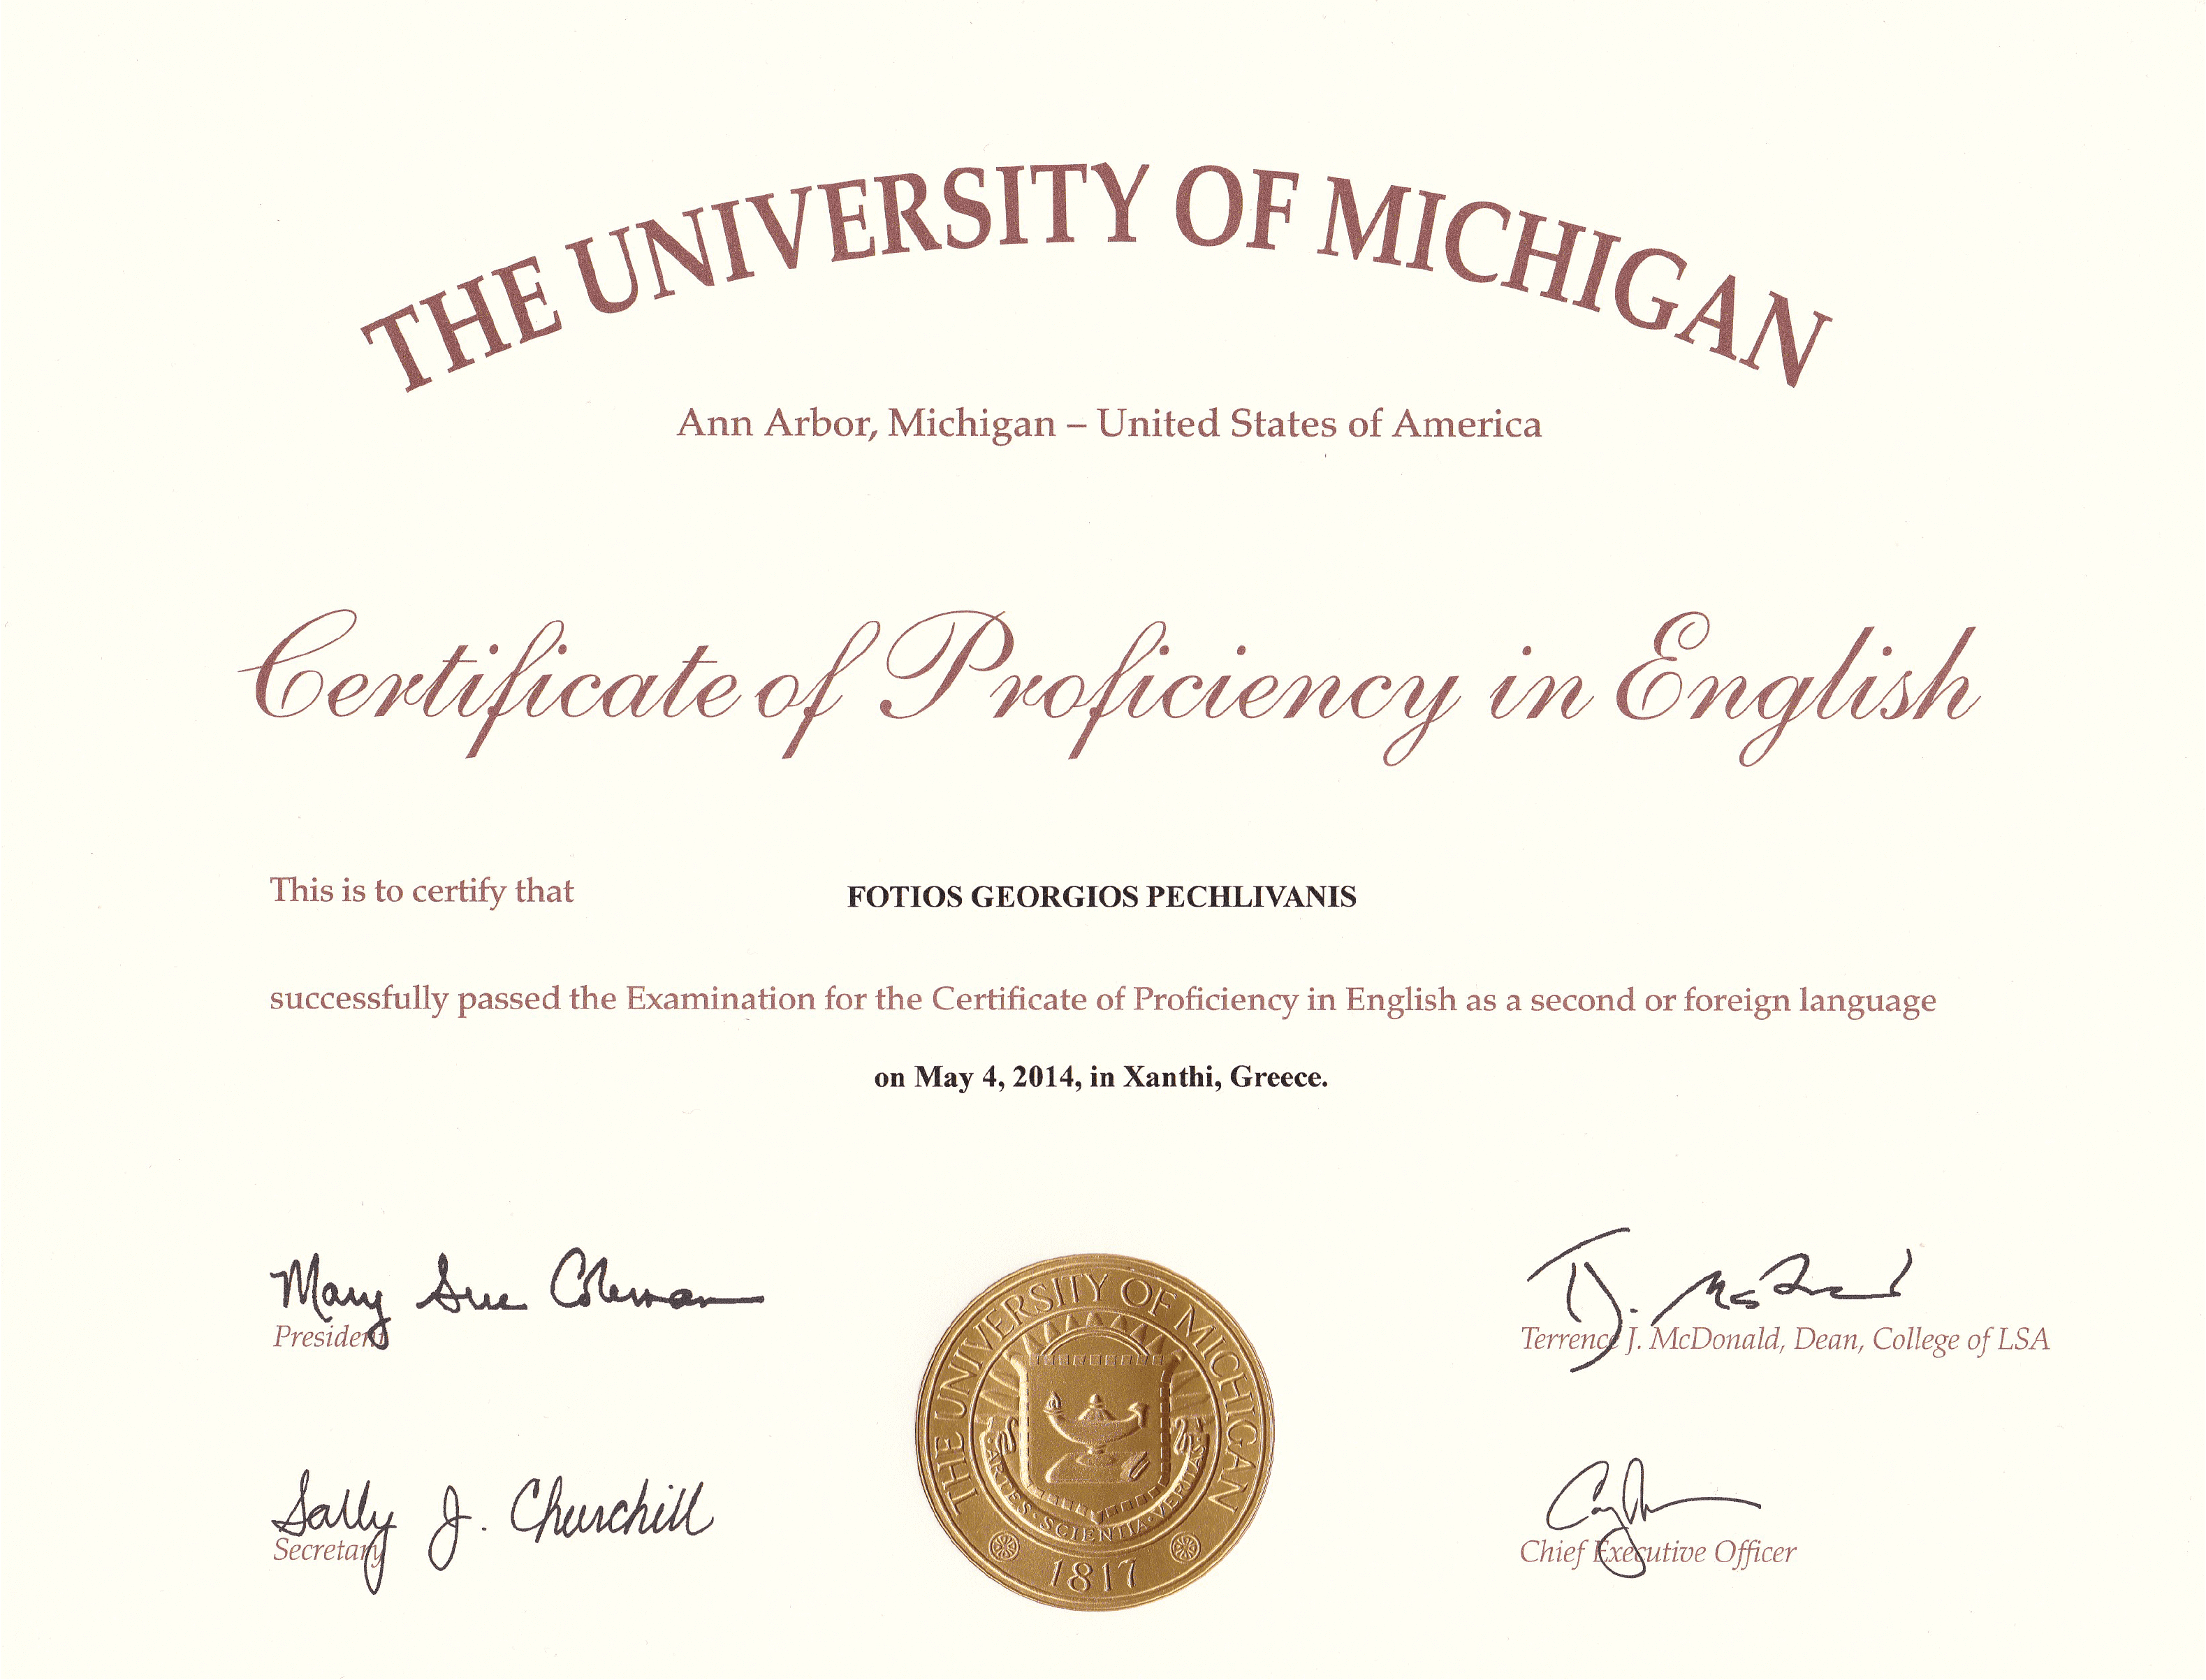 THE UNIVERSITY OF MICHIGAN
Ann Arbor, Michigan – United States of America
Certificate of Proficiency in English
This is to certify that FOTIOS GEORGIOS PECHLIVANIS
successfully passed the Examination for the Certificate of Proficiency in English as a second or foreign language
on May 4, 2014, in Xanthi, Greece.
Mary Sue Coleman
President
Terrence J. McDonald, Dean, College of LSA
Sally J. Churchill
Secretary
Chief Executive Officer
THE UNIVERSITY OF MICHIGAN
ARTES · SCIENTIA · VERITAS
1817